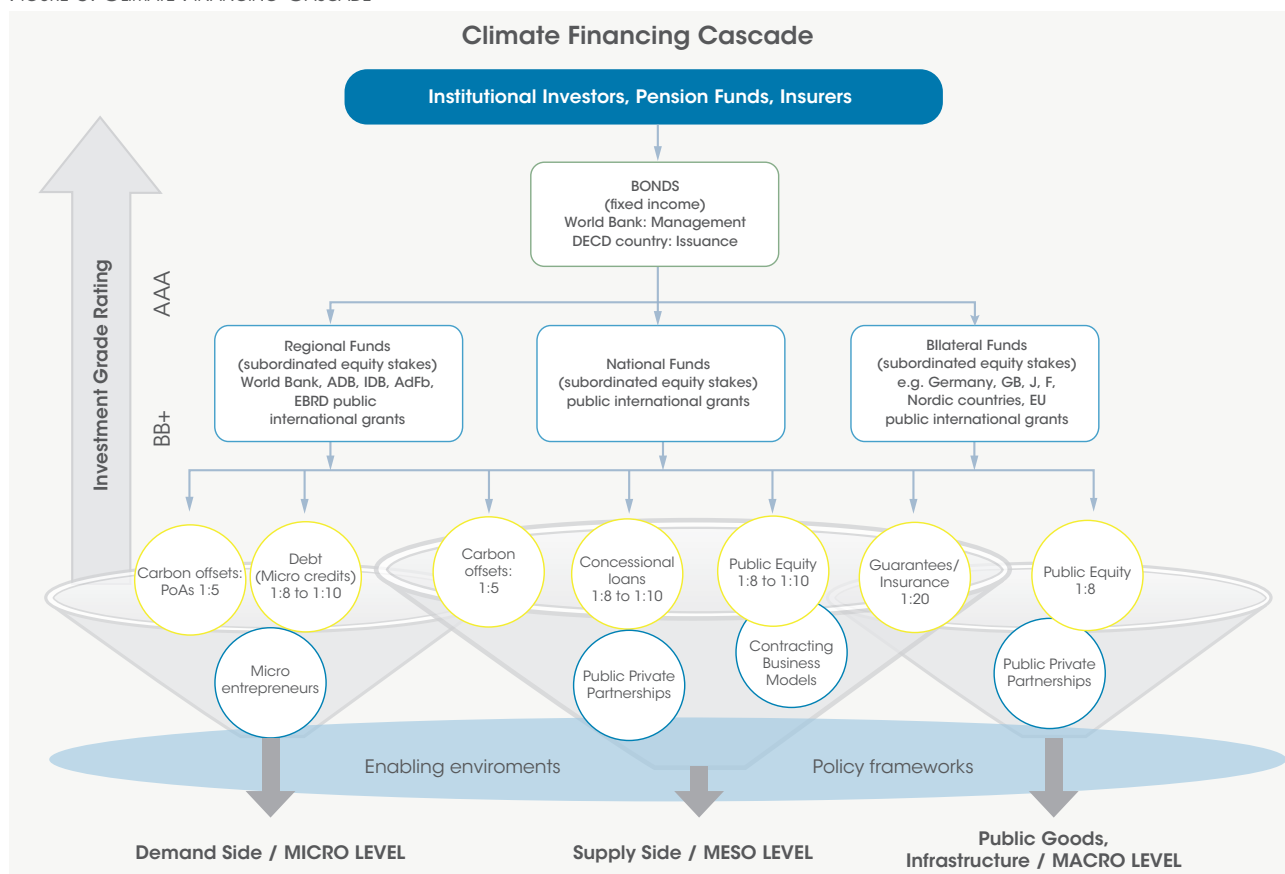 Climate Financing Cascade
Institutional Investors, Pension Funds, Insurers
BONDS
(fixed income)
World Bank: Management
DECD country: Issuance
Investment Grade Rating
AAA
BB+
Regional Funds
(subordinated equity stakes)
World Bank, ADB, IDB, AdFb,
EBRD public
international grants
National Funds
(subordinated equity stakes)
public international grants
BIlateral Funds
(subordinated equity stakes)
e.g. Germany, GB, J, F,
Nordic countries, EU
public international grants
Carbon offsets:
PoAs 1:5
Debt
(Micro credits)
1:8 to 1:10
Carbon
offsets:
1:5
Concessional
loans
1:8 to 1:10
Public Equity
1:8 to 1:10
Guarantees/
Insurance
1:20
Public Equity
1:8
Micro
entrepreneurs
Public Private
Partnerships
Contracting
Business
Models
Public Private
Partnerships
Enabling enviroments
Policy frameworks
Demand Side / MICRO LEVEL
Supply Side / MESO LEVEL
Public Goods,
Infrastructure / MACRO LEVEL